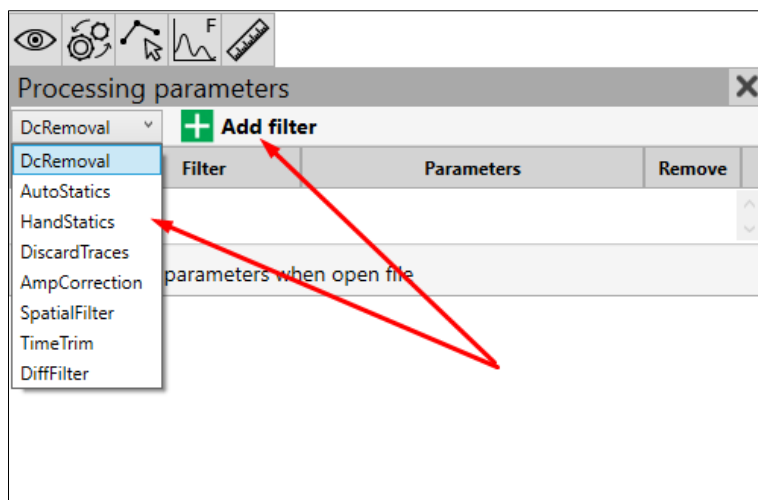 F
Processing parameters
DcRemoval
Add filter
DcRemoval
Filter
Parameters
Remove
AutoStatics
HandStatics
DiscardTraces
AmpCorrection
parameters when open file
SpatialFilter
TimeTrim
DiffFilter